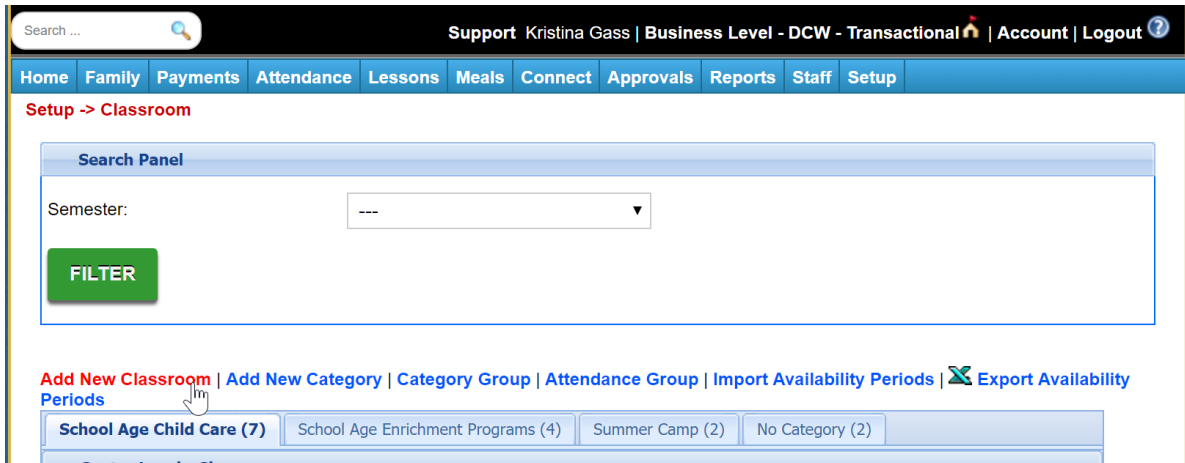 Search ...
Support Kristina Gass | Business Level - DCW - Transactional | Account | Logout ?
Home Family Payments Attendance Lessons Meals Connect Approvals Reports Staff Setup
Setup -> Classroom
Search Panel
Semester: ---
FILTER
Add New Classroom | Add New Category | Category Group | Attendance Group | Import Availability Periods | Export Availability
Periods
School Age Child Care (7) School Age Enrichment Programs (4) Summer Camp (2) No Category (2)